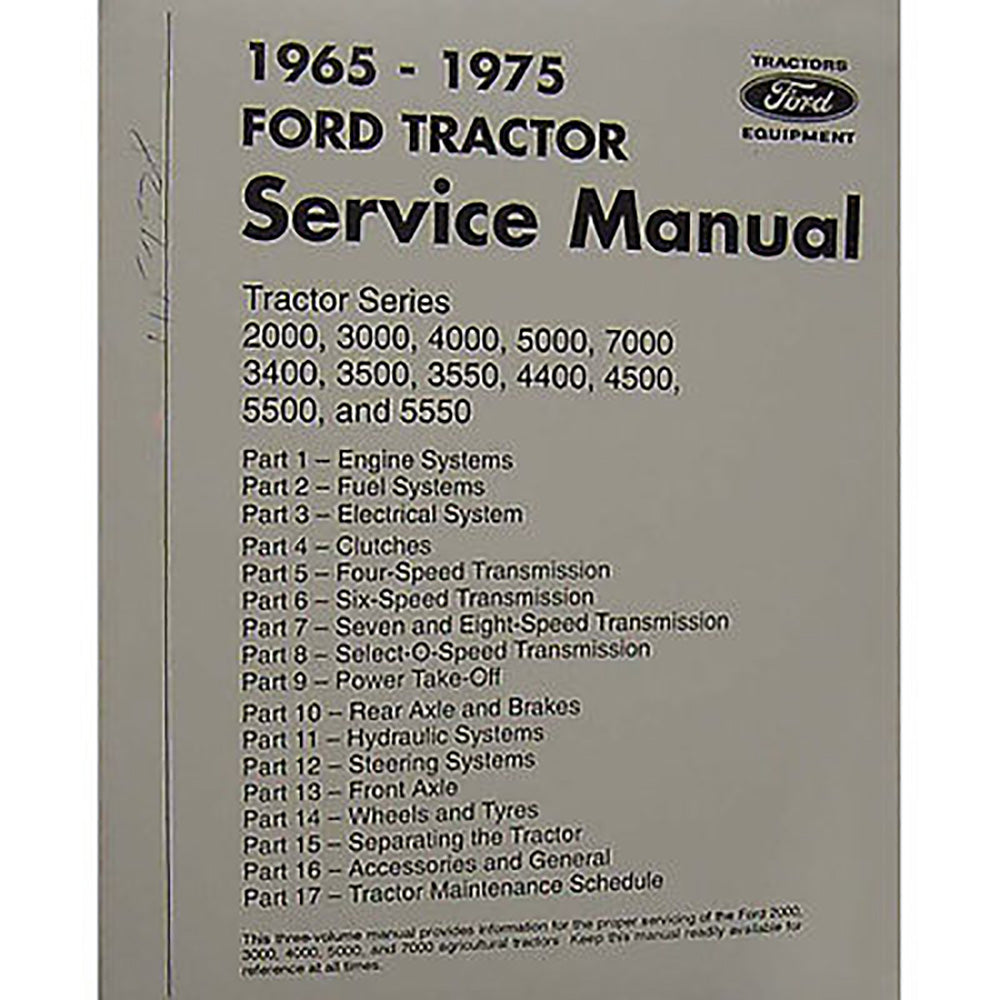 1965 - 1975
FORD TRACTOR
Service Manual
TRACTORS
Ford
EQUIPMENT
Tractor Series
2000, 3000, 4000, 5000, 7000
3400, 3500, 3550, 4400, 4500,
5500, and 5550
Part 1 – Engine Systems
Part 2 – Fuel Systems
Part 3 – Electrical System
Part 4 – Clutches
Part 5 – Four-Speed Transmission
Part 6 – Six-Speed Transmission
Part 7 – Seven and Eight-Speed Transmission
Part 8 – Select-O-Speed Transmission
Part 9 – Power Take-Off
Part 10 – Rear Axle and Brakes
Part 11 – Hydraulic Systems
Part 12 – Steering Systems
Part 13 – Front Axle
Part 14 – Wheels and Tyres
Part 15 – Separating the Tractor
Part 16 – Accessories and General
Part 17 – Tractor Maintenance Schedule
This three-volume manual provides information for the proper servicing of the Ford 2000,
3000, 4000, 5000, and 7000 agricultural tractors. Keep this manual readily available for
reference at all times.